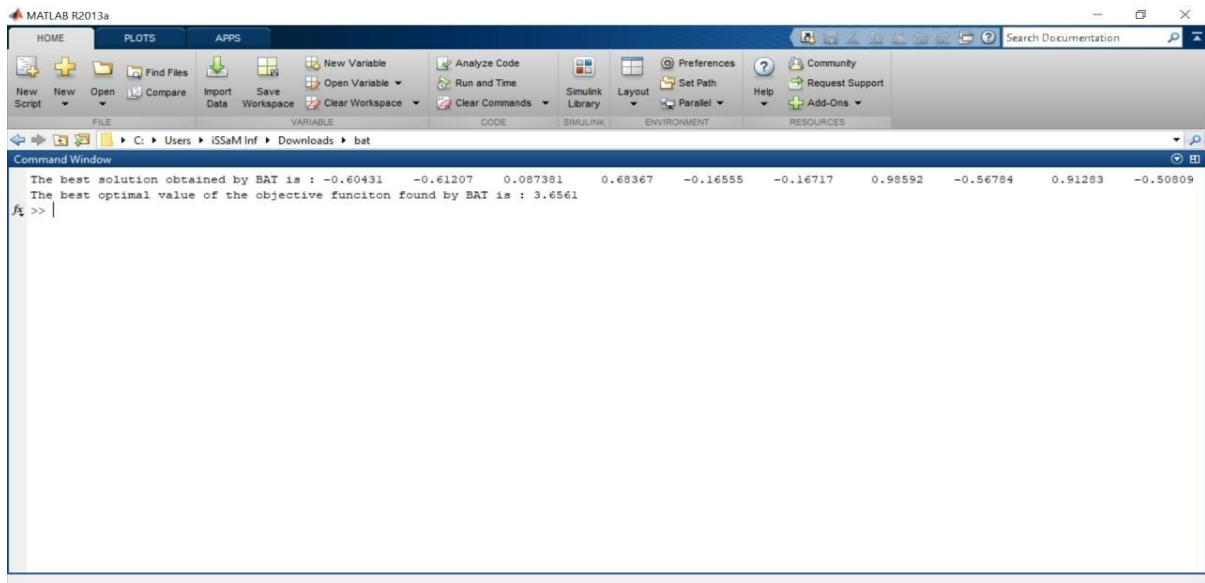 MATLAB R2013a
HOME PLOTS APPS Search Documentation
New Script New Open Find Files Compare Import Data Save Workspace New Variable Open Variable Clear Workspace Analyze Code Run and Time Clear Commands Simulink Library Layout Preferences Set Path Parallel Help Community Request Support Add-Ons
FILE VARIABLE CODE SIMULINK ENVIRONMENT RESOURCES
C: Users iSSaM Inf Downloads bat
Command Window
The best solution obtained by BAT is : -0.60431 -0.61207 0.087381 0.68367 -0.16555 -0.16717 0.98592 -0.56784 0.91283 -0.50809
The best optimal value of the objective funciton found by BAT is : 3.6561
fx >>